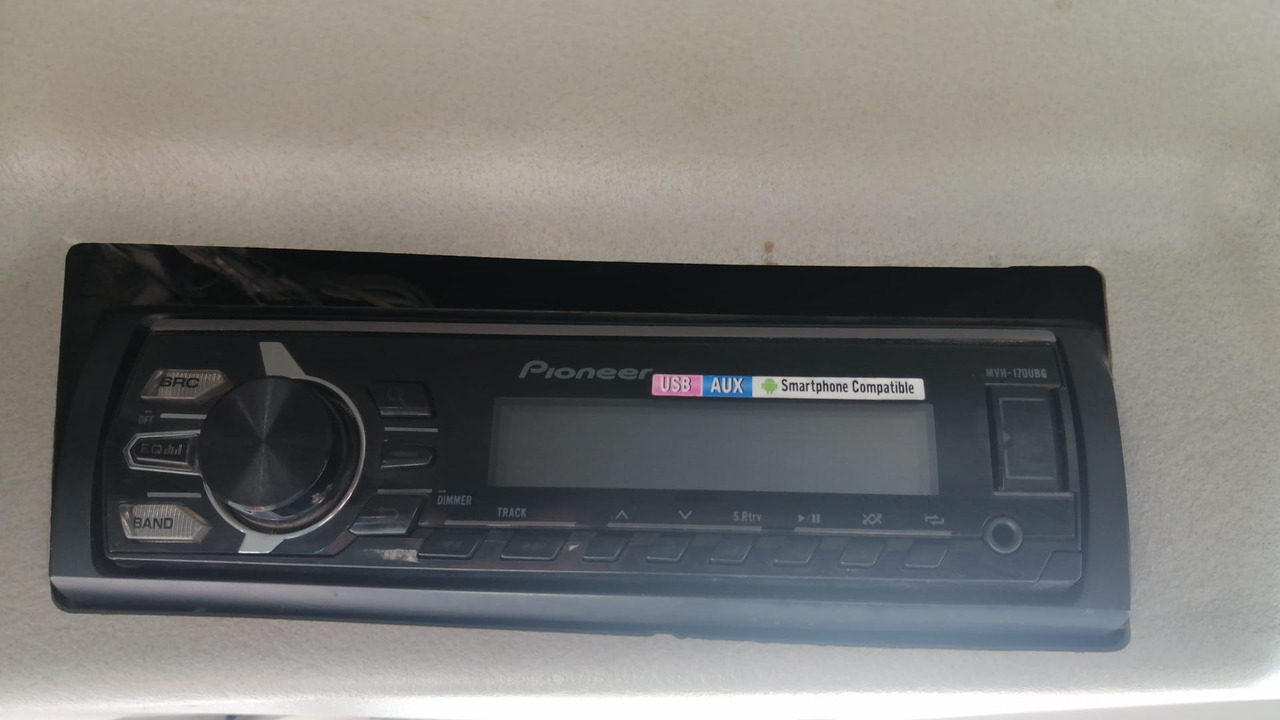 Pioneer
USB AUX Smartphone Compatible
MVH-170UBG
SRC
OFF
EQ
BAND
DIMMER
TRACK
S.Rtrv